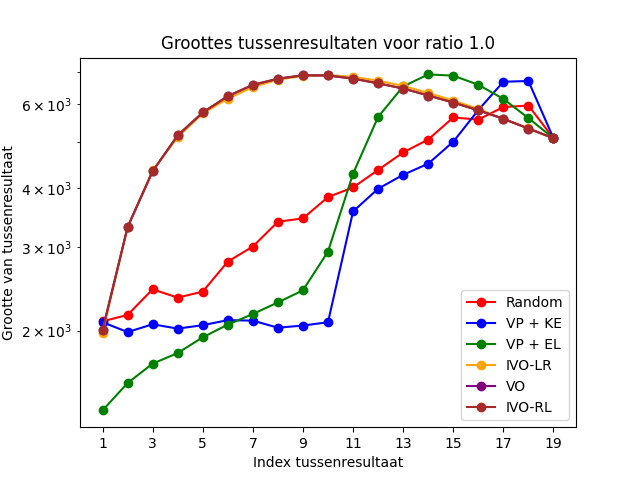 Groottes tussenresultaten voor ratio 1.0
Grootte van tussenresultaat
6 × 10³
4 × 10³
3 × 10³
2 × 10³
Random
VP + KE
VP + EL
IVO-LR
VO
IVO-RL
1 3 5 7 9 11 13 15 17 19
Index tussenresultaat